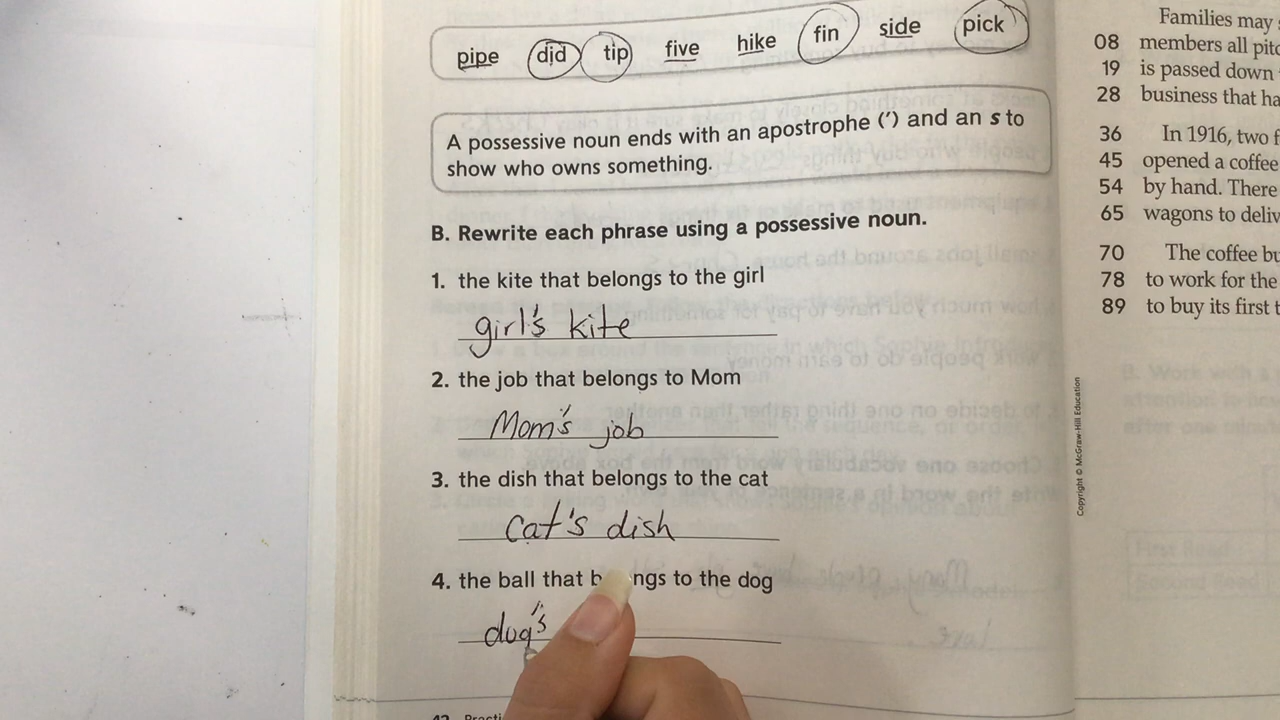 pipe did tip five hike fin side pick
A possessive noun ends with an apostrophe (') and an s to
show who owns something.
B. Rewrite each phrase using a possessive noun.
1. the kite that belongs to the girl
girl's kite
2. the job that belongs to Mom
Mom's job
3. the dish that belongs to the cat
Cat's dish
4. the ball that b ngs to the dog
dog's
Families may
08 members all pitc
19 is passed down
28 business that ha
36 In 1916, two f
45 opened a coffee
54 by hand. There
65 wagons to deliv
70 The coffee bu
78 to work for the
89 to buy its first t
Copyright © McGraw-Hill Education